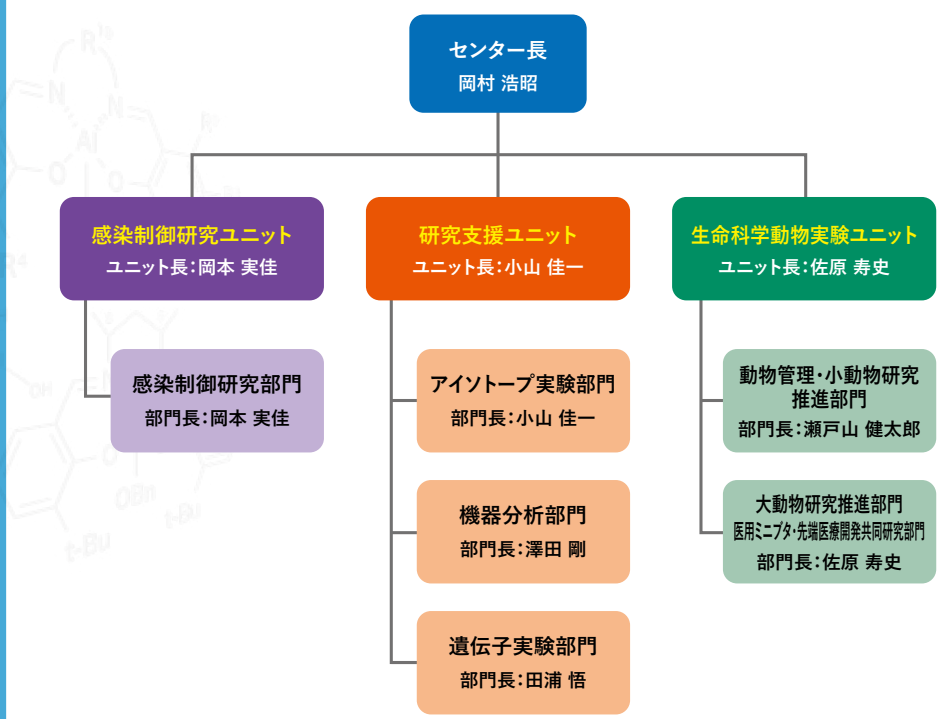 センター長
岡村 浩昭
感染制御研究ユニット
ユニット長：岡本 実佳
感染制御研究部門
部門長：岡本 実佳
研究支援ユニット
ユニット長：小山 佳一
アイソトープ実験部門
部門長：小山 佳一
機器分析部門
部門長：澤田 剛
遺伝子実験部門
部門長：田浦 悟
生命科学動物実験ユニット
ユニット長：佐原 寿史
動物管理・小動物研究
推進部門
部門長：瀬戸山 健太郎
大動物研究推進部門
医用ミニブタ・先端医療開発共同研究部門
部門長：佐原 寿史
R¹⁶
N
N
Al
O
O
R⁴
OBn
t-Bu
t-Bu